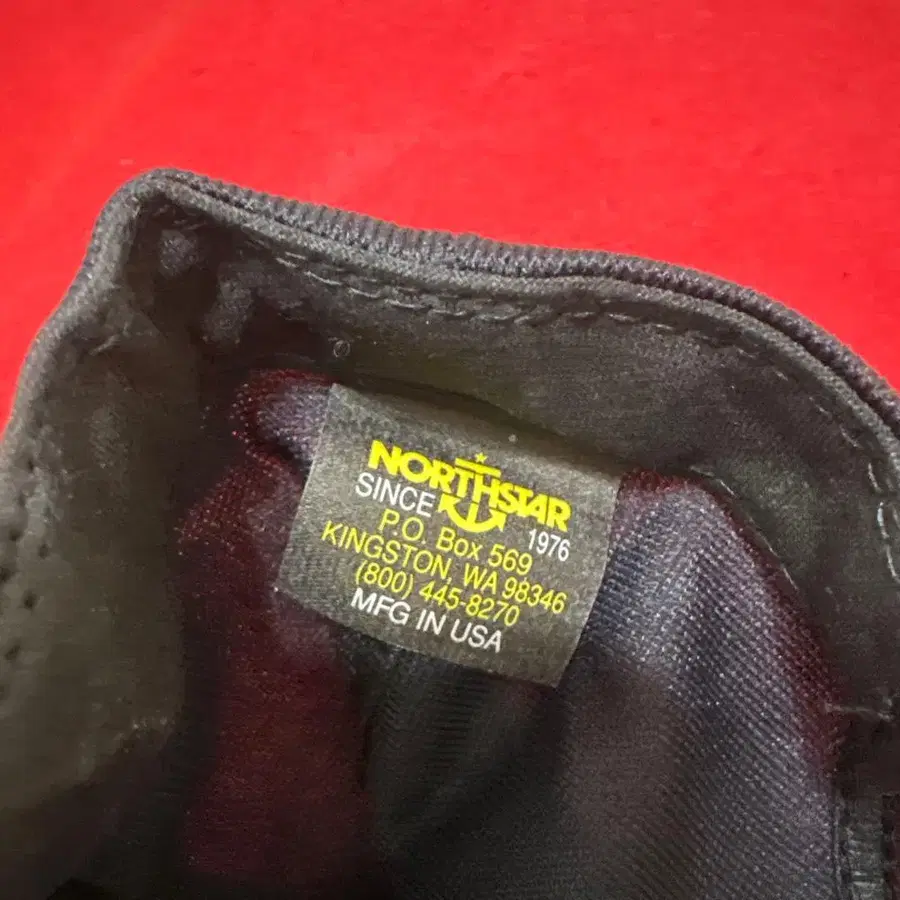 NORTHSTAR
SINCE 1976
P.O. Box 569
KINGSTON, WA 98346
(800) 445-8270
MFG IN USA